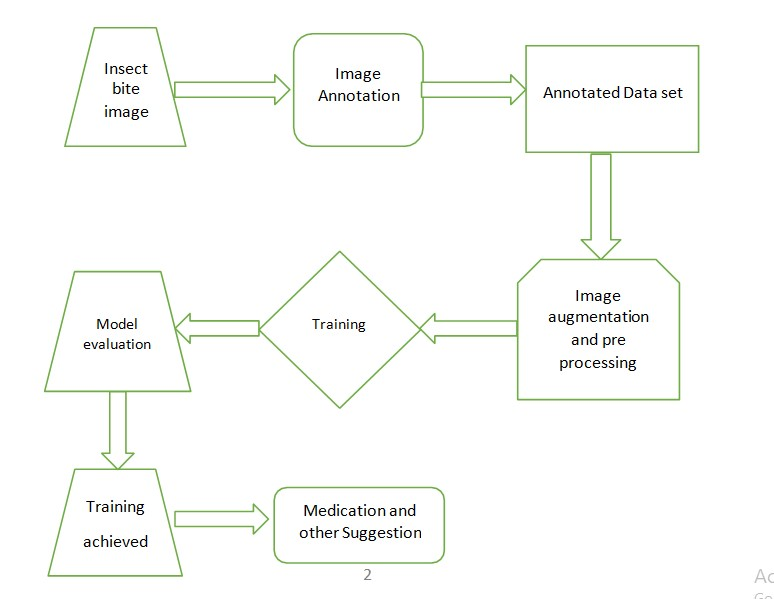 Insect
bite
image
Image
Annotation
Annotated Data set
Image
augmentation
and pre
processing
Training
Model
evaluation
Training
achieved
Medication and
other Suggestion
2